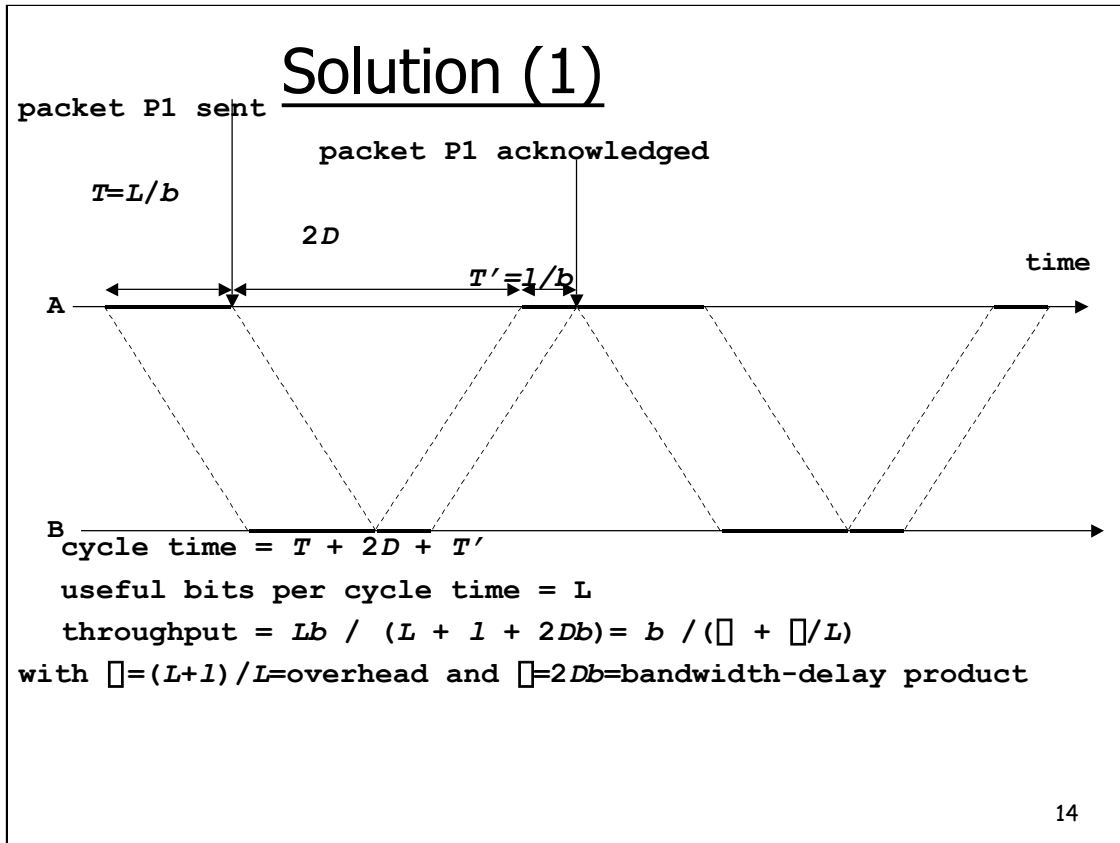 Solution (1)
packet P1 sent
packet P1 acknowledged
T=L/b
2D
T'=l/b
time
A
B
cycle time = T + 2D + T'
useful bits per cycle time = L
throughput = Lb / (L + l + 2Db)= b /(▯ + ▯/L)
with ▯=(L+l)/L=overhead and ▯=2Db=bandwidth-delay product
14